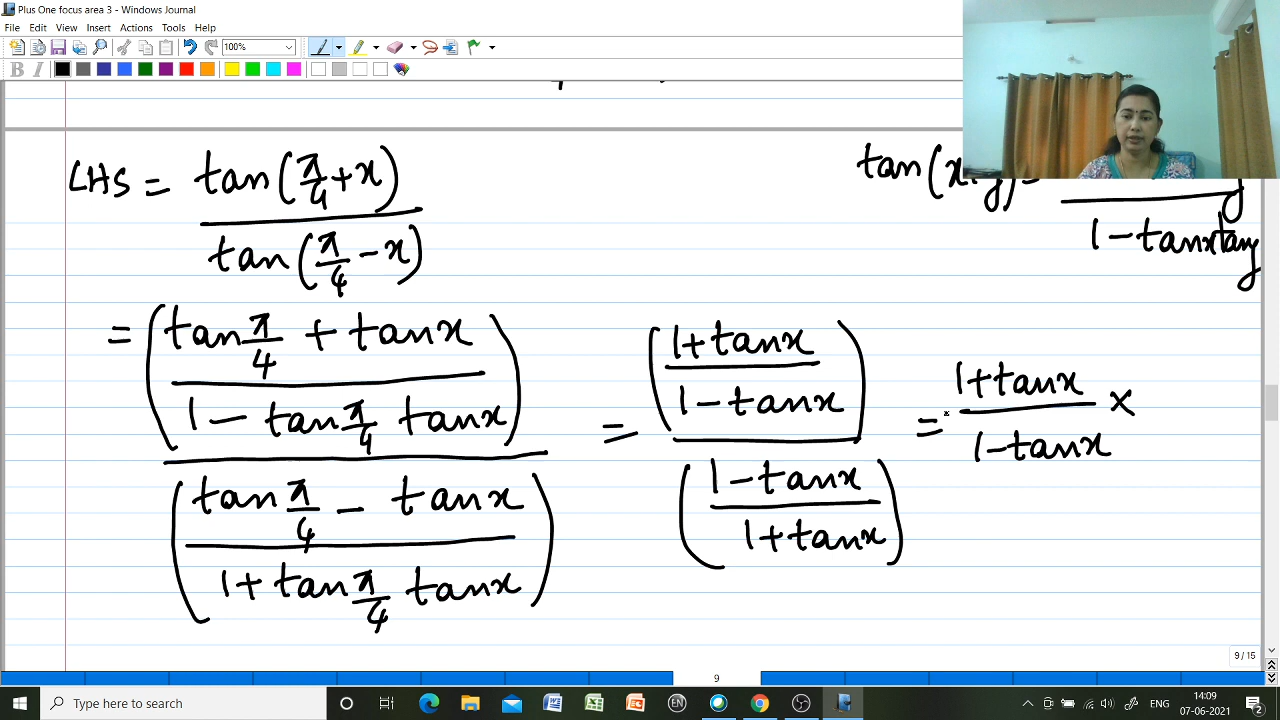 Plus One focus area 3 - Windows Journal
File Edit View Insert Actions Tools Help
100%
B I
LHS = tan(π/4 + x) / tan(π/4 - x)
tan(x+y) =
1 - tanx tany
= ((tan π/4 + tanx) / (1 - tan π/4 tanx)) / ((tan π/4 - tanx) / (1 + tan π/4 tanx))
= ((1 + tanx) / (1 - tanx)) / ((1 - tanx) / (1 + tanx))
= (1 + tanx) / (1 - tanx) ×
9 / 15
9
Type here to search
EN
ENG
14:09
07-06-2021
2